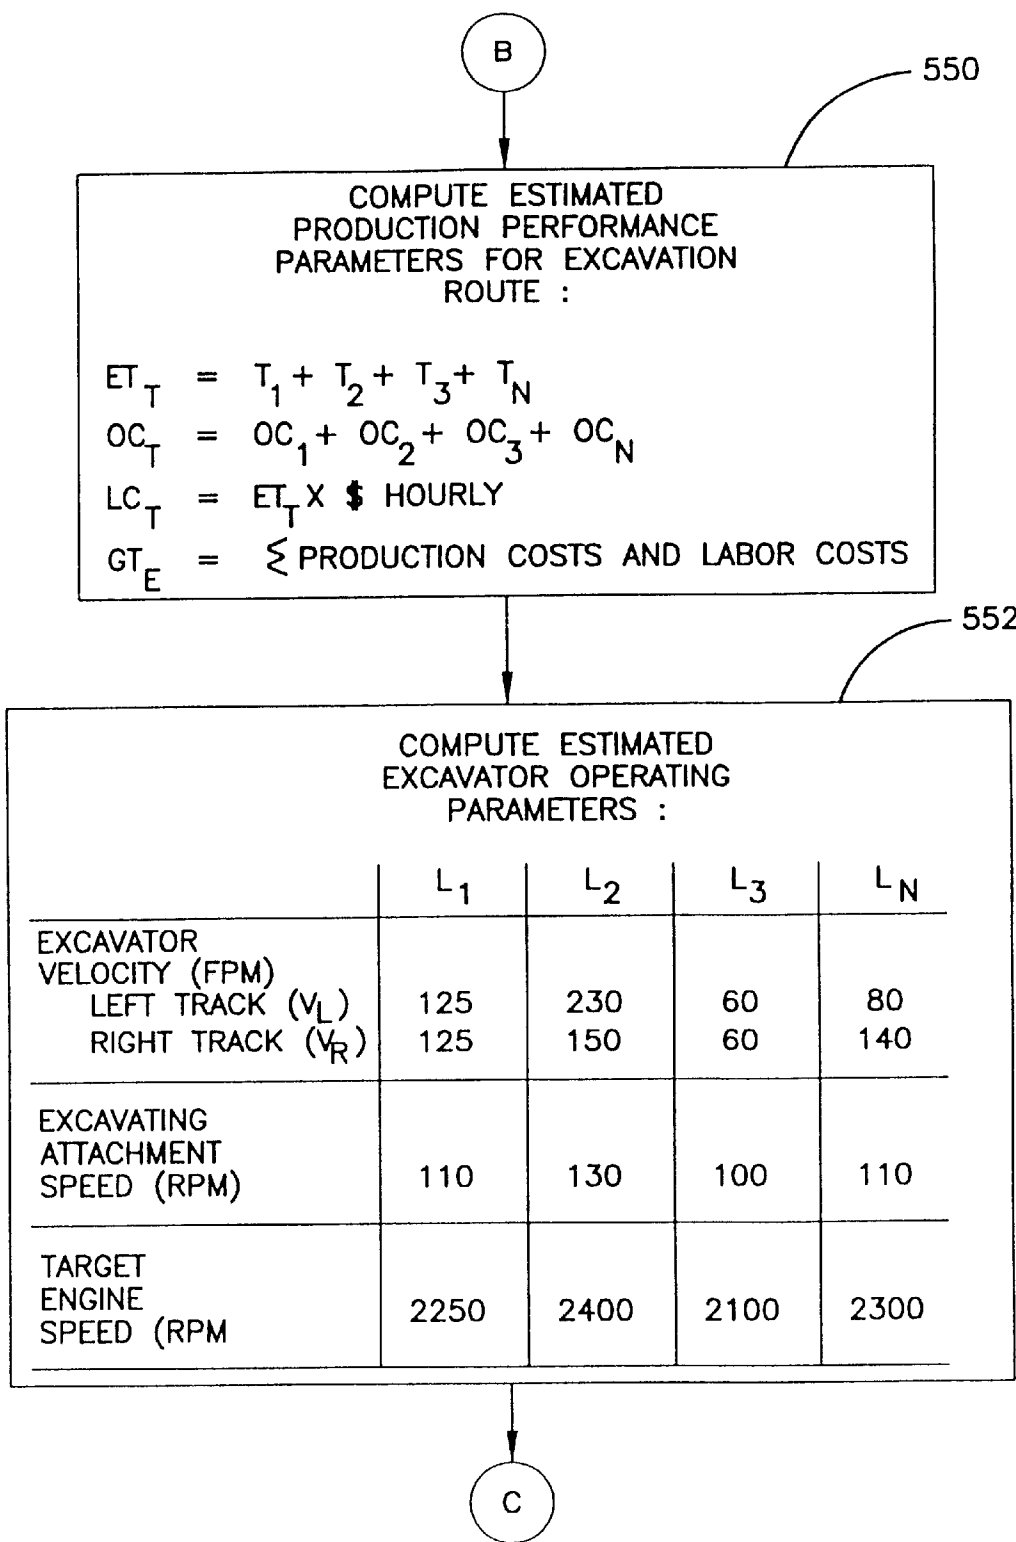 B
550
COMPUTE ESTIMATED
PRODUCTION PERFORMANCE
PARAMETERS FOR EXCAVATION
ROUTE :
ET_T = T_1 + T_2 + T_3 + T_N
OC_T = OC_1 + OC_2 + OC_3 + OC_N
LC_T = ET_T X $ HOURLY
GT_E = Σ PRODUCTION COSTS AND LABOR COSTS
552
COMPUTE ESTIMATED
EXCAVATOR OPERATING
PARAMETERS :
L_1 L_2 L_3 L_N
EXCAVATOR
VELOCITY (FPM)
LEFT TRACK (V_L) 125 230 60 80
RIGHT TRACK (V_R) 125 150 60 140
EXCAVATING
ATTACHMENT
SPEED (RPM) 110 130 100 110
TARGET
ENGINE
SPEED (RPM 2250 2400 2100 2300
C